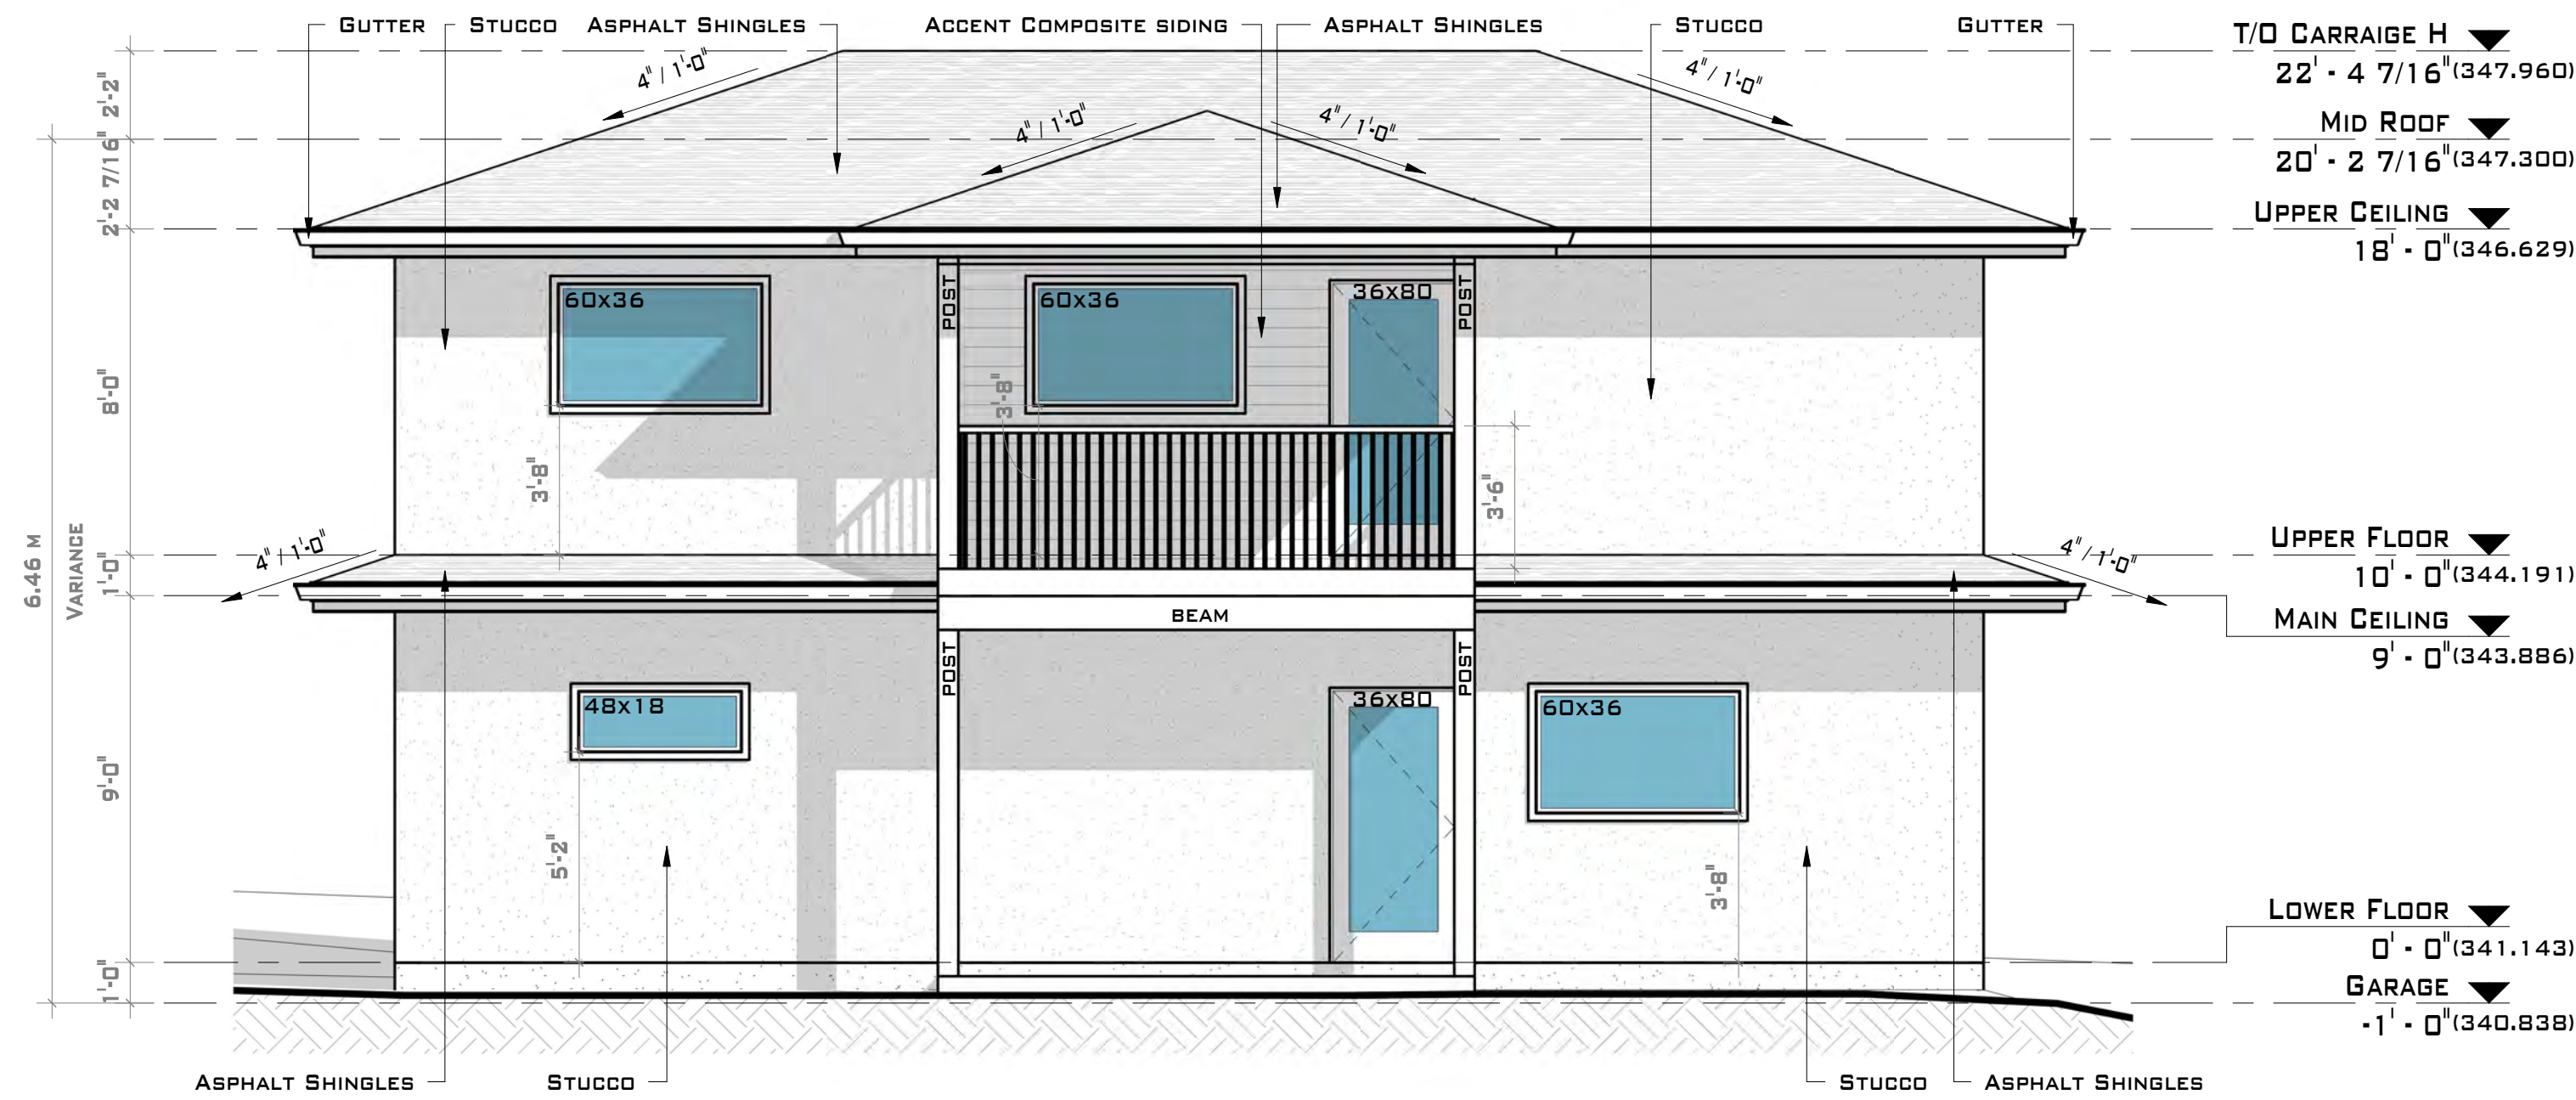 GUTTER
STUCCO
ASPHALT SHINGLES
ACCENT COMPOSITE SIDING
ASPHALT SHINGLES
STUCCO
GUTTER
T/O CARRAIGE H
22' - 4 7/16"(347.960)
4" / 1'-0"
4" / 1'-0"
2'-2"
MID ROOF
20' - 2 7/16"(347.300)
4" / 1'-0"
4" / 1'-0"
2'-2 7/16"
UPPER CEILING
18' - 0"(346.629)
60x36
60x36
36x80
POST
POST
8'-0"
3'-8"
3'-8"
3'-6"
6.46 M
VARIANCE
4" / 1'-0"
4" / 1'-0"
1'-0"
UPPER FLOOR
10' - 0"(344.191)
BEAM
MAIN CEILING
9' - 0"(343.886)
POST
POST
48x18
36x80
60x36
9'-0"
5'-2"
3'-8"
LOWER FLOOR
0' - 0"(341.143)
1'-0"
GARAGE
-1' - 0"(340.838)
ASPHALT SHINGLES
STUCCO
STUCCO
ASPHALT SHINGLES